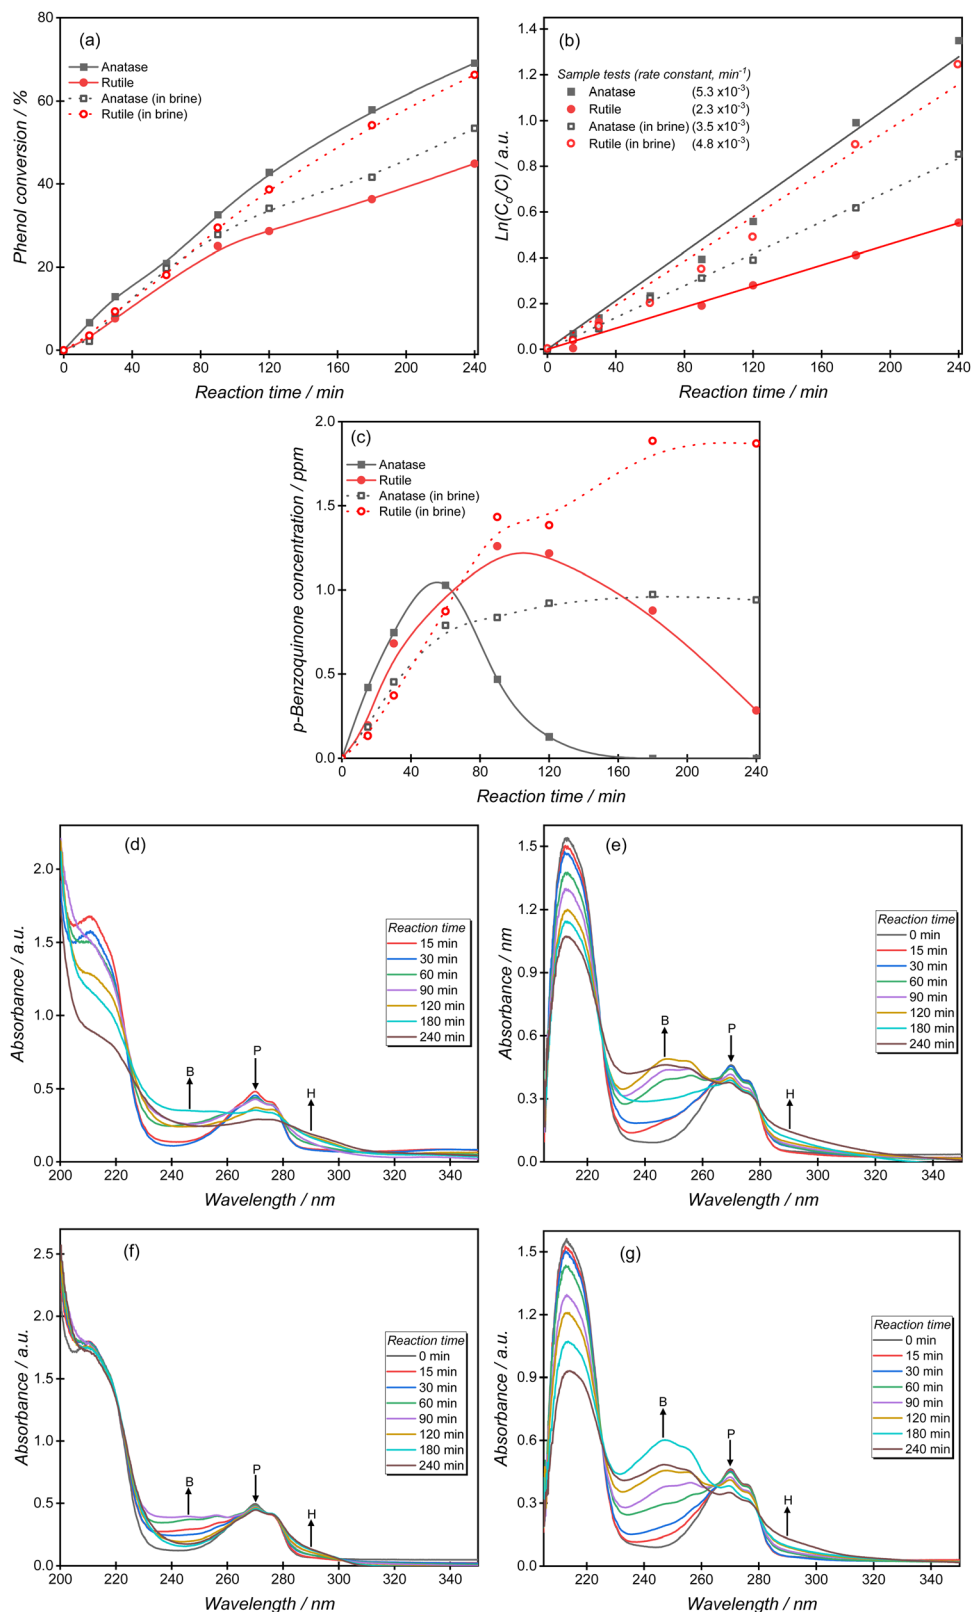 (a)
Anatase
Rutile
Anatase (in brine)
Rutile (in brine)
Phenol conversion / %
80
60
40
20
0
0 40 80 120 160 200 240
Reaction time / min
(b)
Sample tests (rate constant, min⁻¹)
Anatase (5.3 x10⁻³)
Rutile (2.3 x10⁻³)
Anatase (in brine) (3.5 x10⁻³)
Rutile (in brine) (4.8 x10⁻³)
Ln(C₀/C) / a.u.
1.4
1.2
1.0
0.8
0.6
0.4
0.2
0.0
0 40 80 120 160 200 240
Reaction time / min
(c)
Anatase
Rutile
Anatase (in brine)
Rutile (in brine)
p-Benzoquinone concentration / ppm
2.0
1.5
1.0
0.5
0.0
0 40 80 120 160 200 240
Reaction time / min
(d)
Absorbance / a.u.
2.0
1.5
1.0
0.5
0.0
B
P
H
Reaction time
15 min
30 min
60 min
90 min
120 min
180 min
240 min
200 220 240 260 280 300 320 340
Wavelength / nm
(e)
Absorbance / nm
1.5
1.2
0.9
0.6
0.3
0.0
B
P
H
Reaction time
0 min
15 min
30 min
60 min
90 min
120 min
180 min
240 min
220 240 260 280 300 320 340
Wavelength / nm
(f)
Absorbance / a.u.
2.5
2.0
1.5
1.0
0.5
0.0
B
P
H
Reaction time
0 min
15 min
30 min
60 min
90 min
120 min
180 min
240 min
200 220 240 260 280 300 320 340
Wavelength / nm
(g)
Absorbance / a.u.
1.5
1.2
0.9
0.6
0.3
0.0
B
P
H
Reaction time
0 min
15 min
30 min
60 min
90 min
120 min
180 min
240 min
220 240 260 280 300 320 340
Wavelength / nm